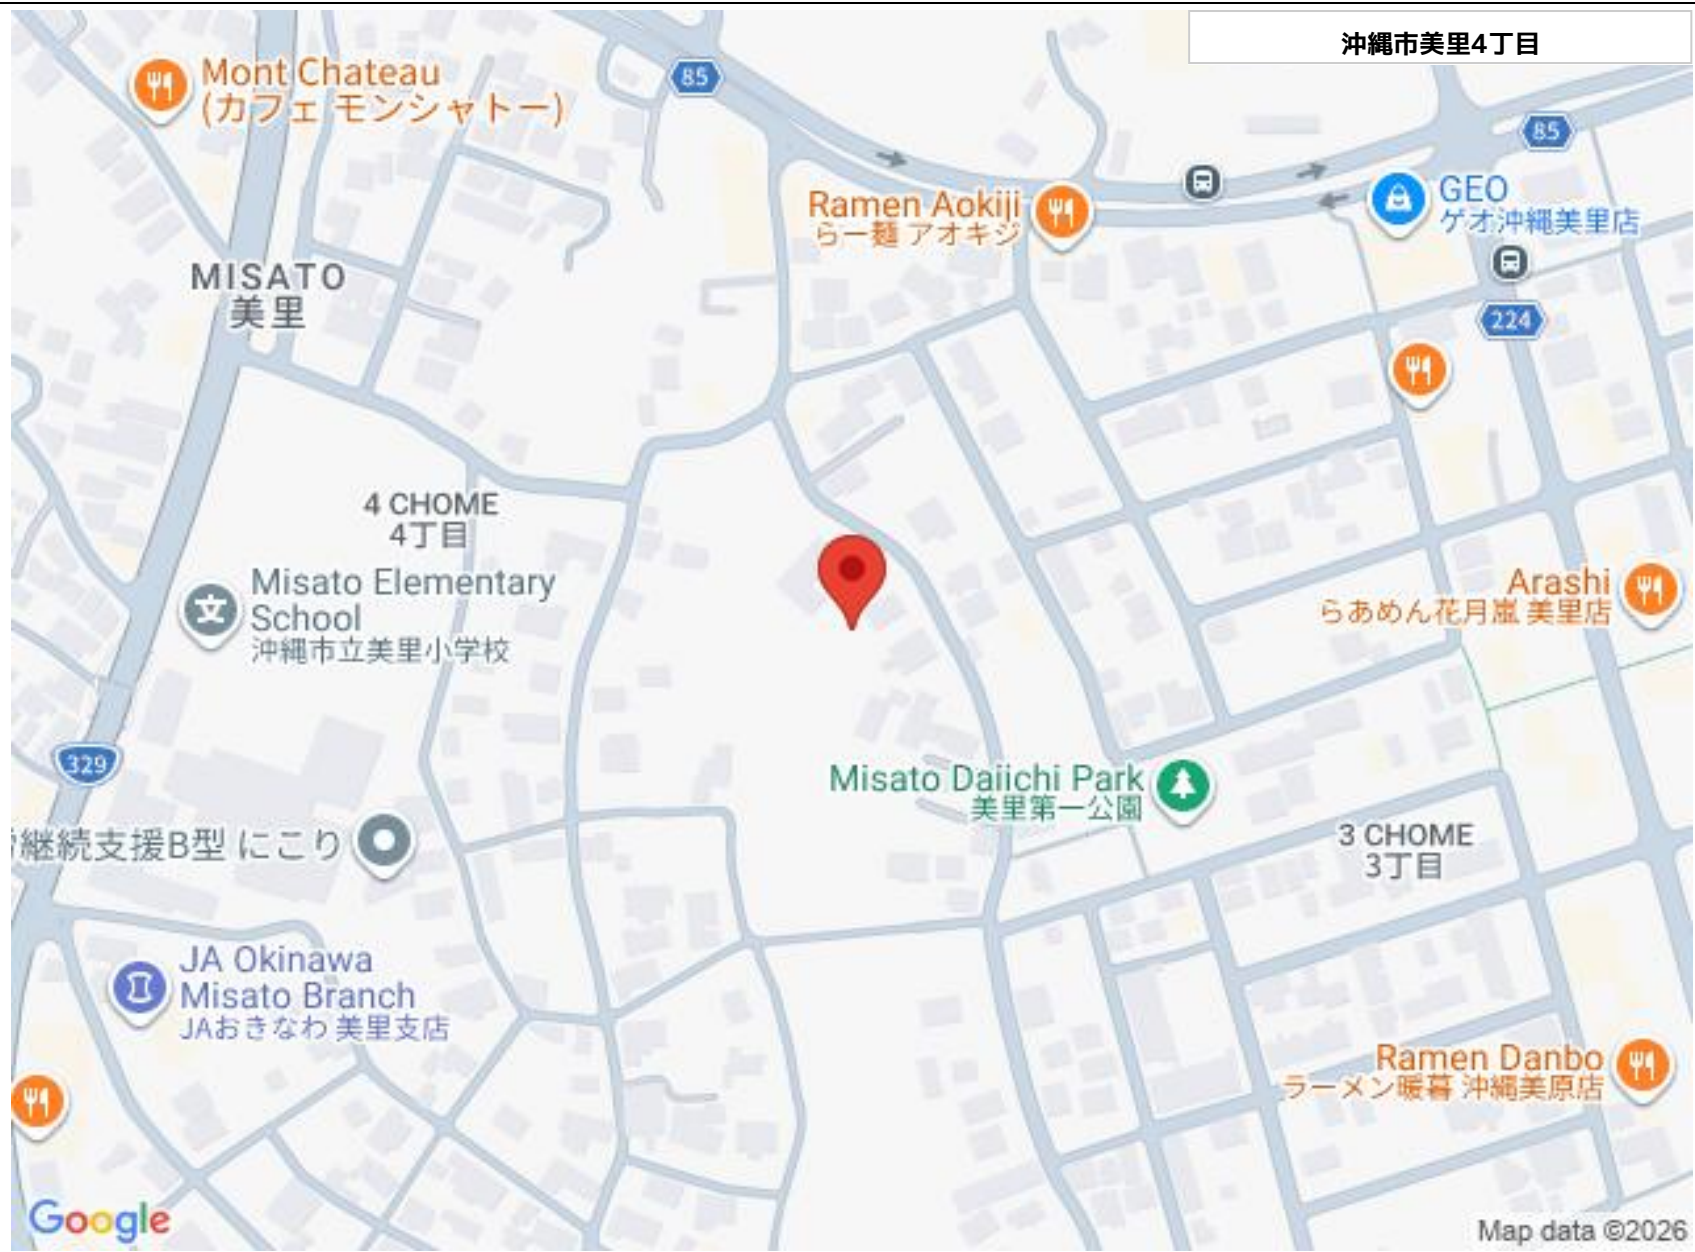 沖縄市美里4丁目
Mont Chateau
(カフェ モンシャトー)
85
85
GEO
ゲオ沖縄美里店
Ramen Aokiji
らー麺 アオキジ
MISATO
美里
224
4 CHOME
4丁目
Misato Elementary
School
沖縄市立美里小学校
Arashi
らあめん花月嵐 美里店
329
Misato Daiichi Park
美里第一公園
継続支援B型 にこり
3 CHOME
3丁目
JA Okinawa
Misato Branch
JAおきなわ 美里支店
Ramen Danbo
ラーメン暖暮 沖縄美原店
Google
Map data ©2026